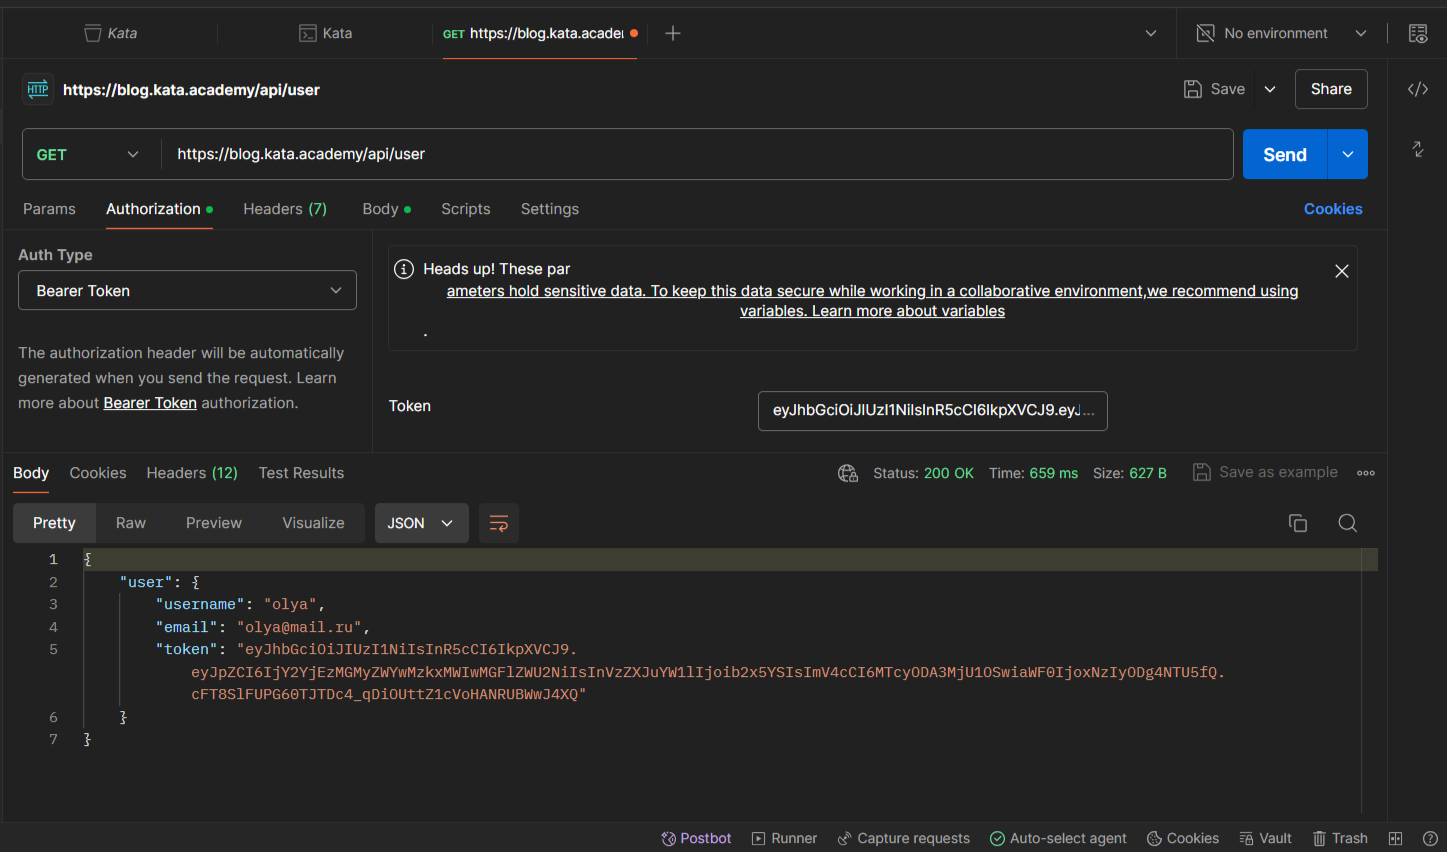 Kata
Kata
GET https://blog.kata.acade
No environment
HTTP https://blog.kata.academy/api/user
Save
Share
GET
https://blog.kata.academy/api/user
Send
Params
Authorization
Headers (7)
Body
Scripts
Settings
Cookies
Auth Type
Bearer Token
The authorization header will be automatically
generated when you send the request. Learn
more about Bearer Token authorization.
Heads up! These par
ameters hold sensitive data. To keep this data secure while working in a collaborative environment,we recommend using
variables. Learn more about variables
.
Token
eyJhbGciOiJIUzI1NiIsInR5cCI6IkpXVCJ9.eyJ...
Body
Cookies
Headers (12)
Test Results
Status: 200 OK
Time: 659 ms
Size: 627 B
Save as example
Pretty
Raw
Preview
Visualize
JSON
1 {
2 "user": {
3 "username": "olya",
4 "email": "olya@mail.ru",
5 "token": "eyJhbGciOiJIUzI1NiIsInR5cCI6IkpXVCJ9.
eyJpZCI6IjY2YjEzMGMyZWYwMzkxMWIwMGFlZWU2NiIsInVzZXJuYW1lIjoib2x5YSIsImV4cCI6MTcyODA3MjU1OSwiaWF0IjoxNzIyODg4NTU5fQ.
cFT8SlFUPG60TJTDc4_qDiOUttZ1cVoHANRUBWwJ4XQ"
6 }
7 }
Postbot
Runner
Capture requests
Auto-select agent
Cookies
Vault
Trash